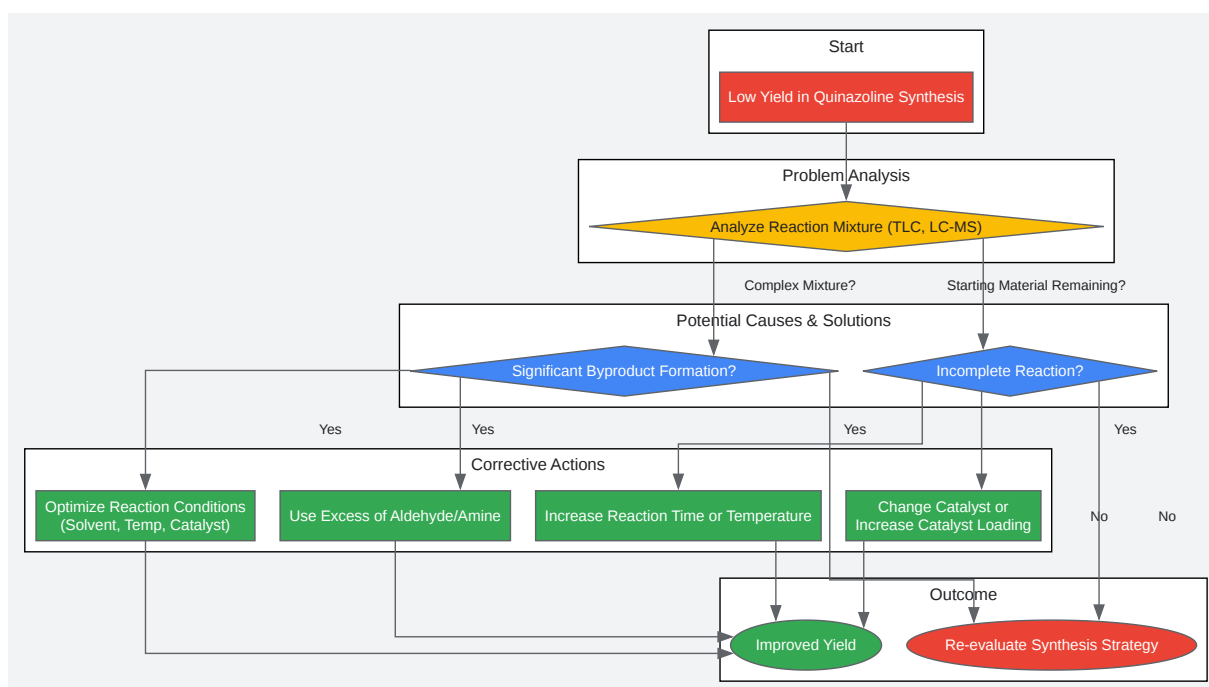 Start
Low Yield in Quinazoline Synthesis
Problem Analysis
Analyze Reaction Mixture (TLC, LC-MS)
Complex Mixture?
Starting Material Remaining?
Potential Causes & Solutions
Significant Byproduct Formation?
Incomplete Reaction?
Yes
Yes
Yes
Yes
Corrective Actions
Optimize Reaction Conditions
(Solvent, Temp, Catalyst)
Use Excess of Aldehyde/Amine
Increase Reaction Time or Temperature
Change Catalyst or
Increase Catalyst Loading
No
No
Outcome
Improved Yield
Re-evaluate Synthesis Strategy